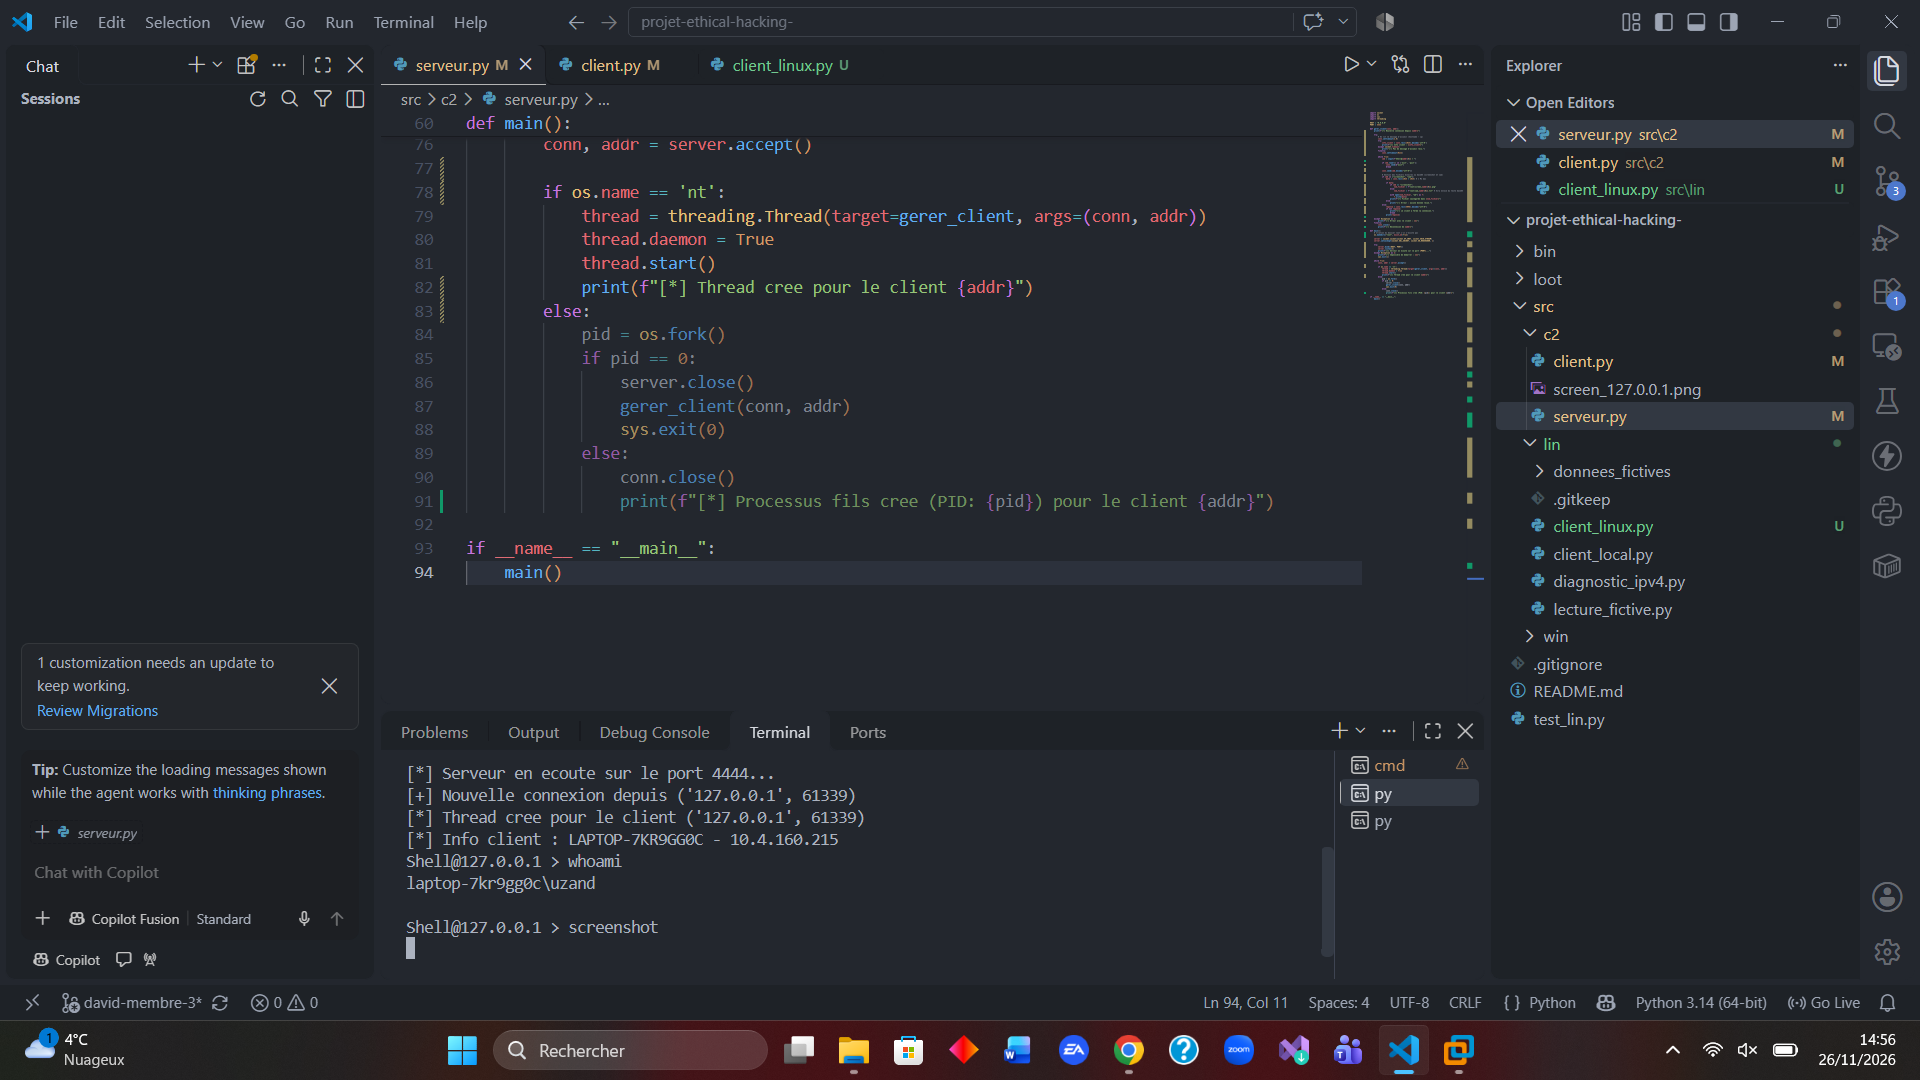 File Edit Selection View Go Run Terminal Help
projet-ethical-hacking-
Chat
Sessions
1 customization needs an update to
keep working.
Review Migrations
Tip: Customize the loading messages shown
while the agent works with thinking phrases.
serveur.py
Chat with Copilot
Copilot Fusion Standard
Copilot
serveur.py M client.py M client_linux.py U
src > c2 > serveur.py > ...
60 def main():
76 conn, addr = server.accept()
77
78 if os.name == 'nt':
79 thread = threading.Thread(target=gerer_client, args=(conn, addr))
80 thread.daemon = True
81 thread.start()
82 print(f"[*] Thread cree pour le client {addr}")
83 else:
84 pid = os.fork()
85 if pid == 0:
86 server.close()
87 gerer_client(conn, addr)
88 sys.exit(0)
89 else:
90 conn.close()
91 print(f"[*] Processus fils cree (PID: {pid}) pour le client {addr}")
92
93 if __name__ == "__main__":
94 main()
Problems Output Debug Console Terminal Ports
[*] Serveur en ecoute sur le port 4444...
[+] Nouvelle connexion depuis ('127.0.0.1', 61339)
[*] Thread cree pour le client ('127.0.0.1', 61339)
[*] Info client : LAPTOP-7KR9GG0C - 10.4.160.215
Shell@127.0.0.1 > whoami
laptop-7kr9gg0c\uzand
Shell@127.0.0.1 > screenshot
cmd
py
py
Explorer
Open Editors
serveur.py src\c2 M
client.py src\c2 M
client_linux.py src\lin U
projet-ethical-hacking-
bin
loot
src
c2
client.py M
screen_127.0.0.1.png
serveur.py M
lin
donnees_fictives
.gitkeep
client_linux.py U
client_local.py
diagnostic_ipv4.py
lecture_fictive.py
win
.gitignore
README.md
test_lin.py
3
1
david-membre-3* 0 0 Ln 94, Col 11 Spaces: 4 UTF-8 CRLF { } Python Python 3.14 (64-bit) Go Live
1
4°C
Nuageux
Rechercher
W
EA
?
zoom
T
14:56
26/11/2026